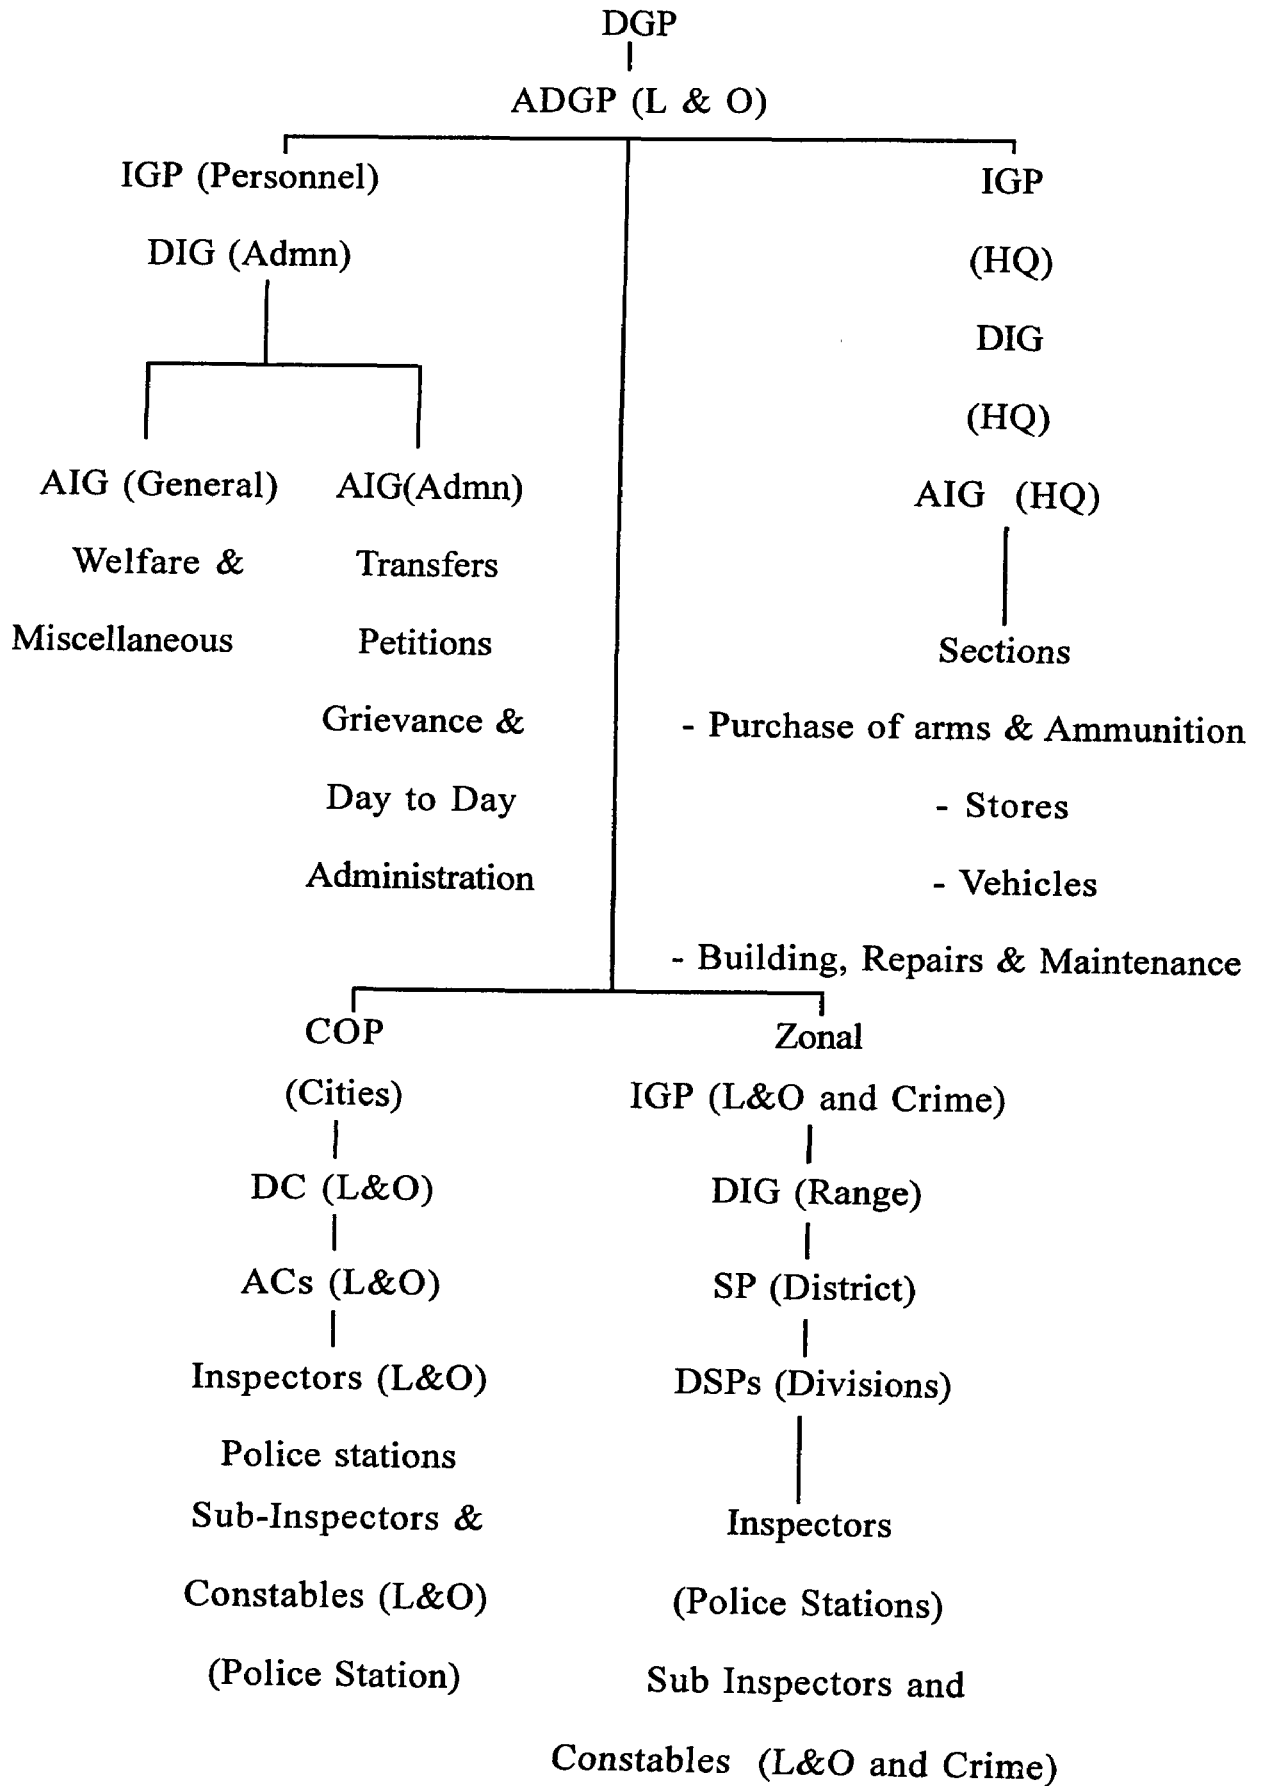 DGP
ADGP (L & O)
IGP (Personnel)
IGP
DIG (Admn)
(HQ)
DIG
(HQ)
AIG (General)
AIG(Admn)
AIG (HQ)
Welfare &
Transfers
Miscellaneous
Petitions
Sections
Grievance &
- Purchase of arms & Ammunition
Day to Day
- Stores
Administration
- Vehicles
- Building, Repairs & Maintenance
COP
Zonal
(Cities)
IGP (L&O and Crime)
DC (L&O)
DIG (Range)
ACs (L&O)
SP (District)
Inspectors (L&O)
DSPs (Divisions)
Police stations
Sub-Inspectors &
Inspectors
Constables (L&O)
(Police Stations)
(Police Station)
Sub Inspectors and
Constables (L&O and Crime)